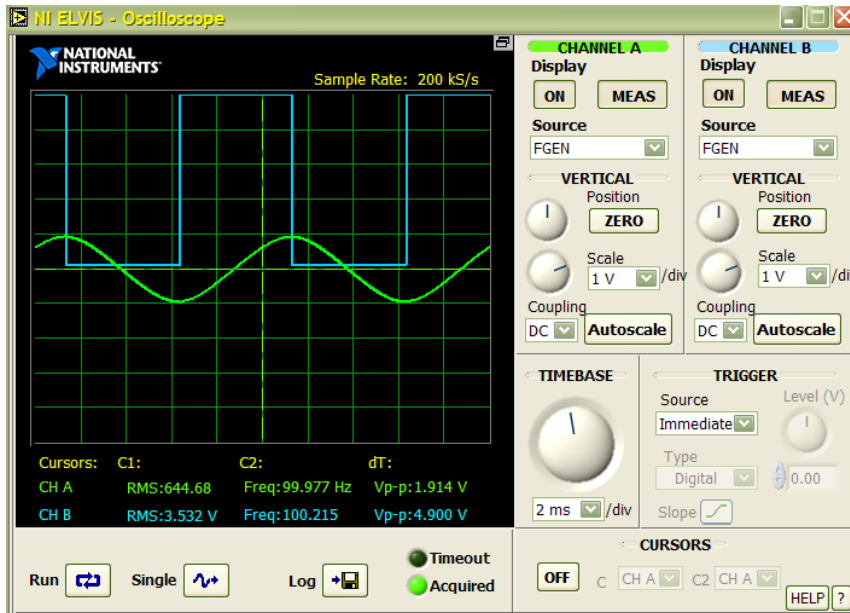 NI ELVIS - Oscilloscope
NATIONAL
INSTRUMENTS™
Sample Rate: 200 kS/s
Cursors: C1: C2: dT:
CH A RMS:644.68 Freq:99.977 Hz Vp-p:1.914 V
CH B RMS:3.532 V Freq:100.215 Vp-p:4.900 V
Run Single Log Timeout
Acquired
CHANNEL A
Display
ON MEAS
Source
FGEN
VERTICAL
Position
ZERO
Scale
1 V /div
Coupling
DC Autoscale
CHANNEL B
Display
ON MEAS
Source
FGEN
VERTICAL
Position
ZERO
Scale
1 V /di
Coupling
DC Autoscale
TIMEBASE
2 ms /div
TRIGGER
Source Level (V)
Immediate
Type
Digital 0.00
Slope
CURSORS
OFF C CH A C2 CH A
HELP ?